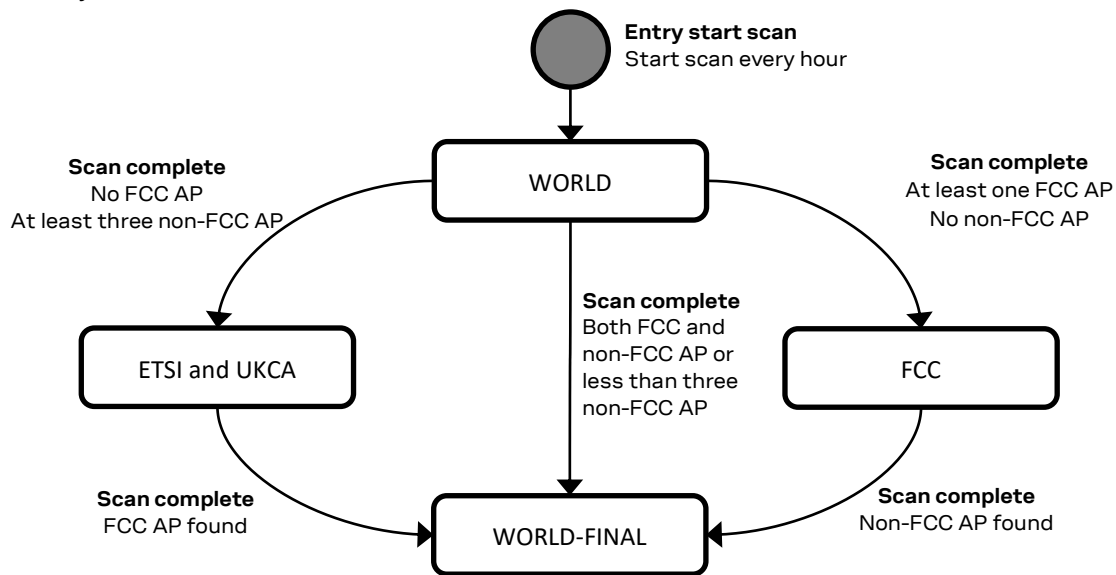 Entry start scan
Start scan every hour
WORLD
Scan complete
No FCC AP
At least three non-FCC AP
Scan complete
At least one FCC AP
No non-FCC AP
Scan complete
Both FCC and
non-FCC AP or
less than three
non-FCC AP
ETSI and UKCA
FCC
Scan complete
FCC AP found
Scan complete
Non-FCC AP found
WORLD-FINAL